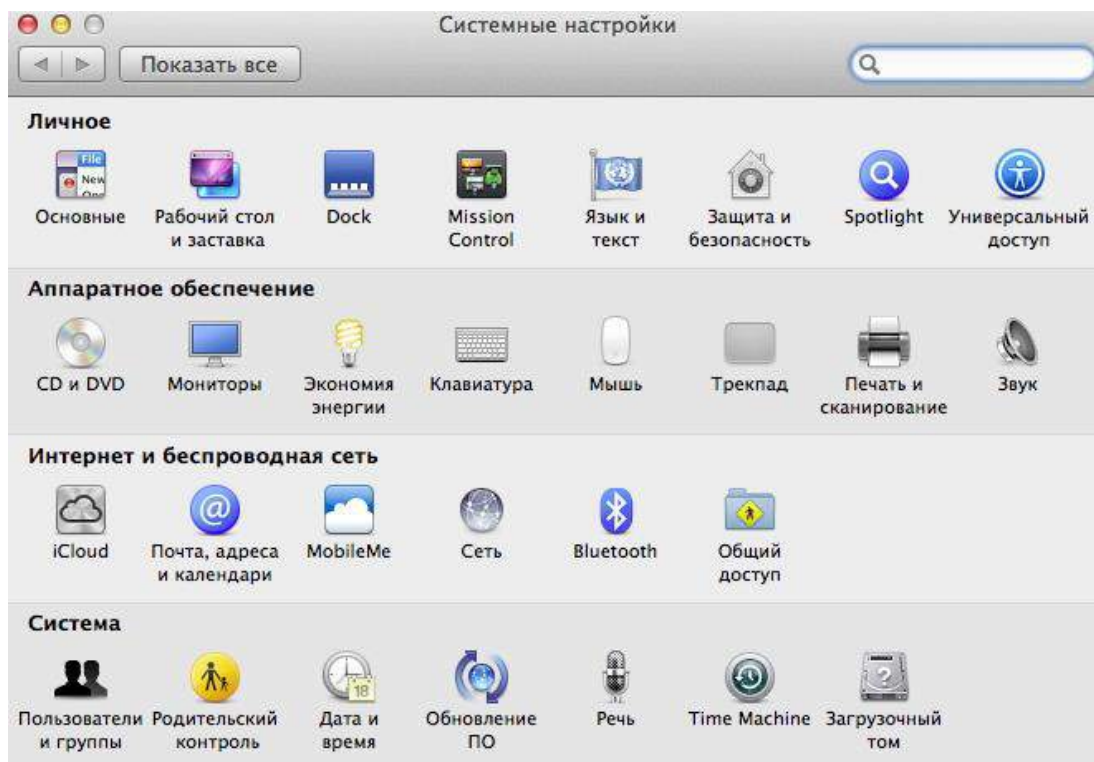 Системные настройки
Показать все
Личное
File
New
Основные
Рабочий стол
и заставка
Dock
Mission
Control
Язык и
текст
Защита и
безопасность
Spotlight
Универсальный
доступ
Аппаратное обеспечение
CD и DVD
Мониторы
Экономия
энергии
Клавиатура
Мышь
Трекпад
Печать и
сканирование
Звук
Интернет и беспроводная сеть
iCloud
@
Почта, адреса
и календари
MobileMe
Сеть
Bluetooth
Общий
доступ
Система
Пользователи
и группы
Родительский
контроль
18
Дата и
время
Обновление
ПО
Речь
Time Machine
?
Загрузочный
том